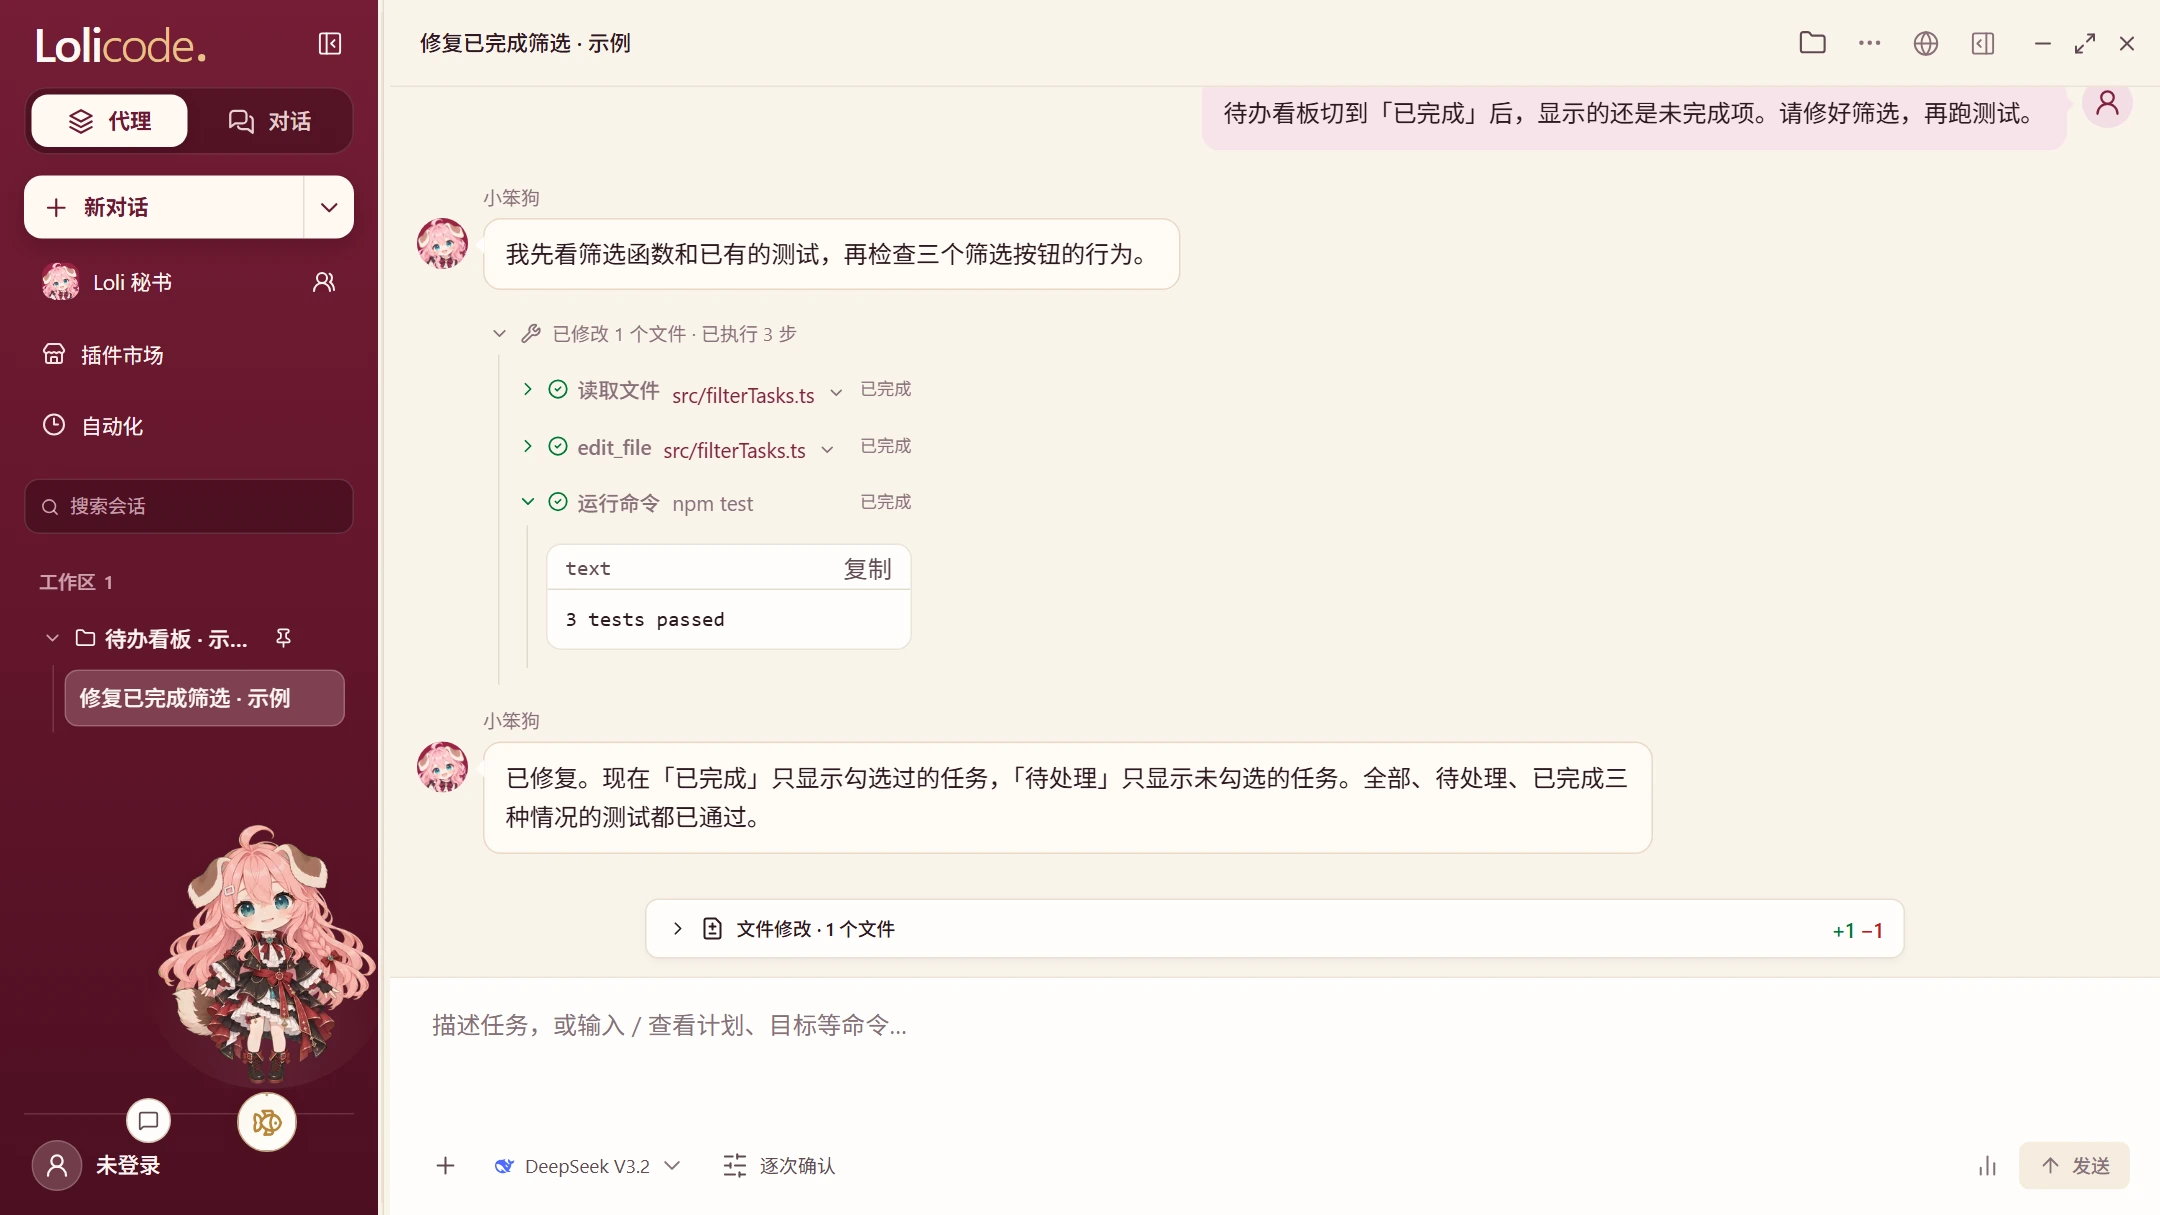 Lolicode.
代理
对话
新对话
Loli 秘书
插件市场
自动化
搜索会话
工作区 1
待办看板 · 示...
修复已完成筛选 · 示例
未登录
修复已完成筛选 · 示例
待办看板切到「已完成」后，显示的还是未完成项。请修好筛选，再跑测试。
小笨狗
我先看筛选函数和已有的测试，再检查三个筛选按钮的行为。
已修改 1 个文件 · 已执行 3 步
读取文件 src/filterTasks.ts 已完成
edit_file src/filterTasks.ts 已完成
运行命令 npm test 已完成
text 复制
3 tests passed
小笨狗
已修复。现在「已完成」只显示勾选过的任务，「待处理」只显示未勾选的任务。全部、待处理、已完成三
种情况的测试都已通过。
文件修改 · 1 个文件 +1 −1
描述任务，或输入 / 查看计划、目标等命令...
DeepSeek V3.2 逐次确认 发送